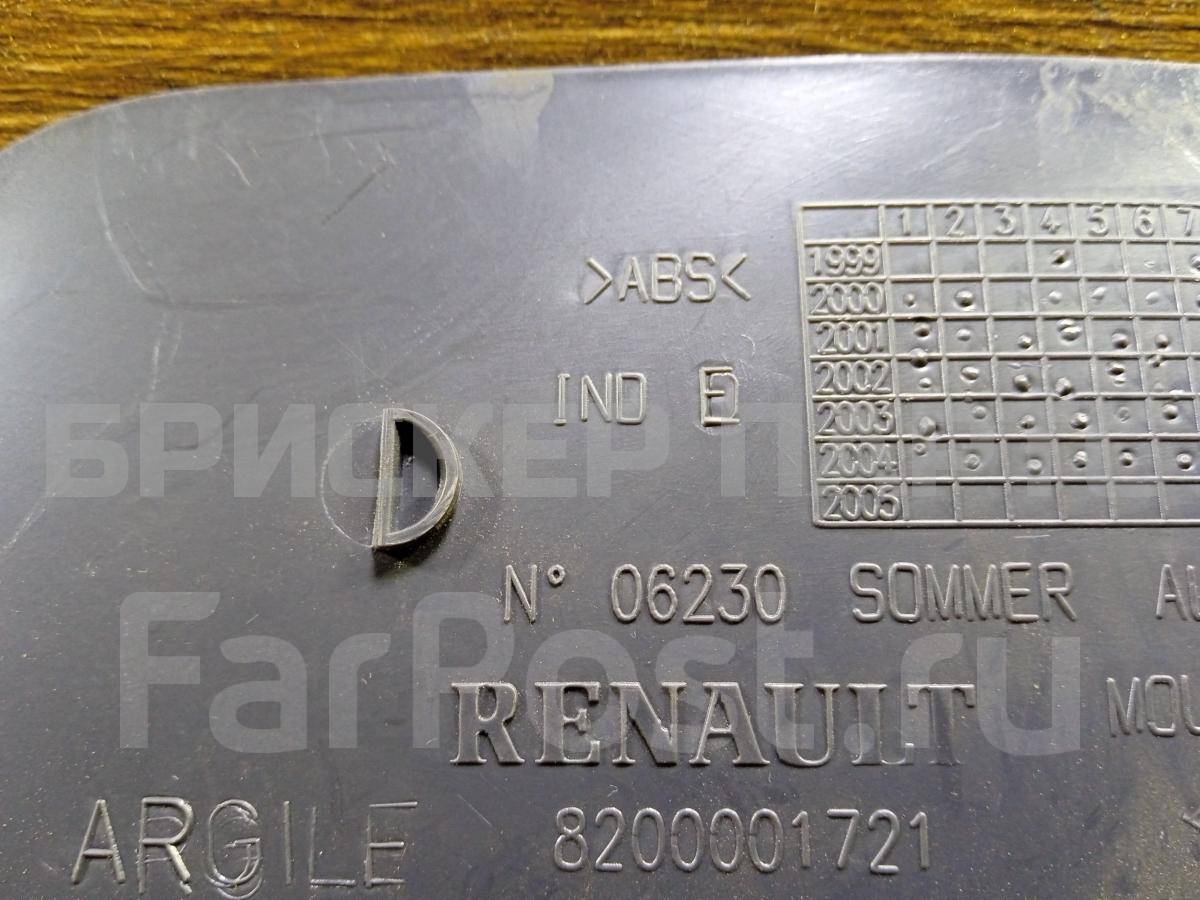 1 2 3 4 5 6 7
>ABS< 1999
2000
2001
IND E 2002
2003
2004
2005
БРИСКЕР
N° 06230 SOMMER
FarPost.ru
RENAULT
ARGILE 8200001721